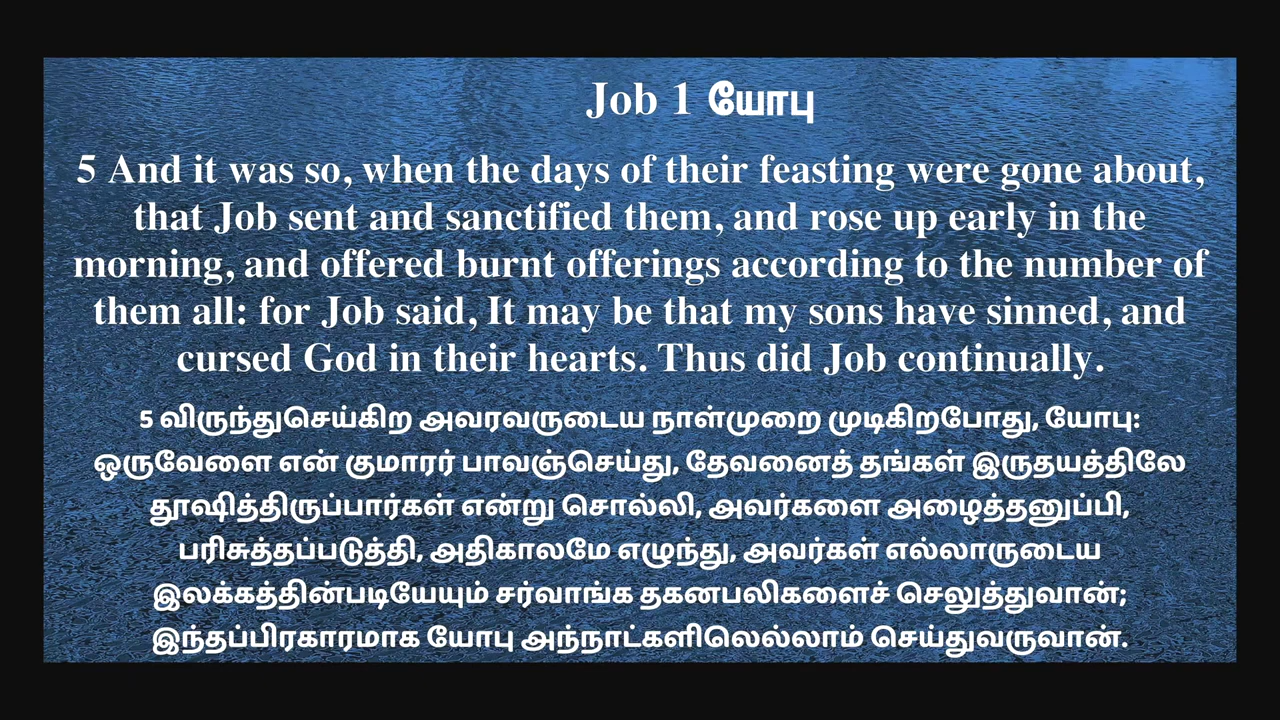 Job 1 யோபு
5 And it was so, when the days of their feasting were gone about,
that Job sent and sanctified them, and rose up early in the
morning, and offered burnt offerings according to the number of
them all: for Job said, It may be that my sons have sinned, and
cursed God in their hearts. Thus did Job continually.
5 விருந்துசெய்கிற அவரவருடைய நாள்முறை முடிகிறபோது, யோபு:
ஒருவேளை என் குமாரர் பாவஞ்செய்து, தேவனைத் தங்கள் இருதயத்திலே
தூஷித்திருப்பார்கள் என்று சொல்லி, அவர்களை அழைத்தனுப்பி,
பரிசுத்தப்படுத்தி, அதிகாலமே எழுந்து, அவர்கள் எல்லாருடைய
இலக்கத்தின்படியேயும் சர்வாங்க தகனபலிகளைச் செலுத்துவான்;
இந்தப்பிரகாரமாக யோபு அந்நாட்களிலெல்லாம் செய்துவருவான்.